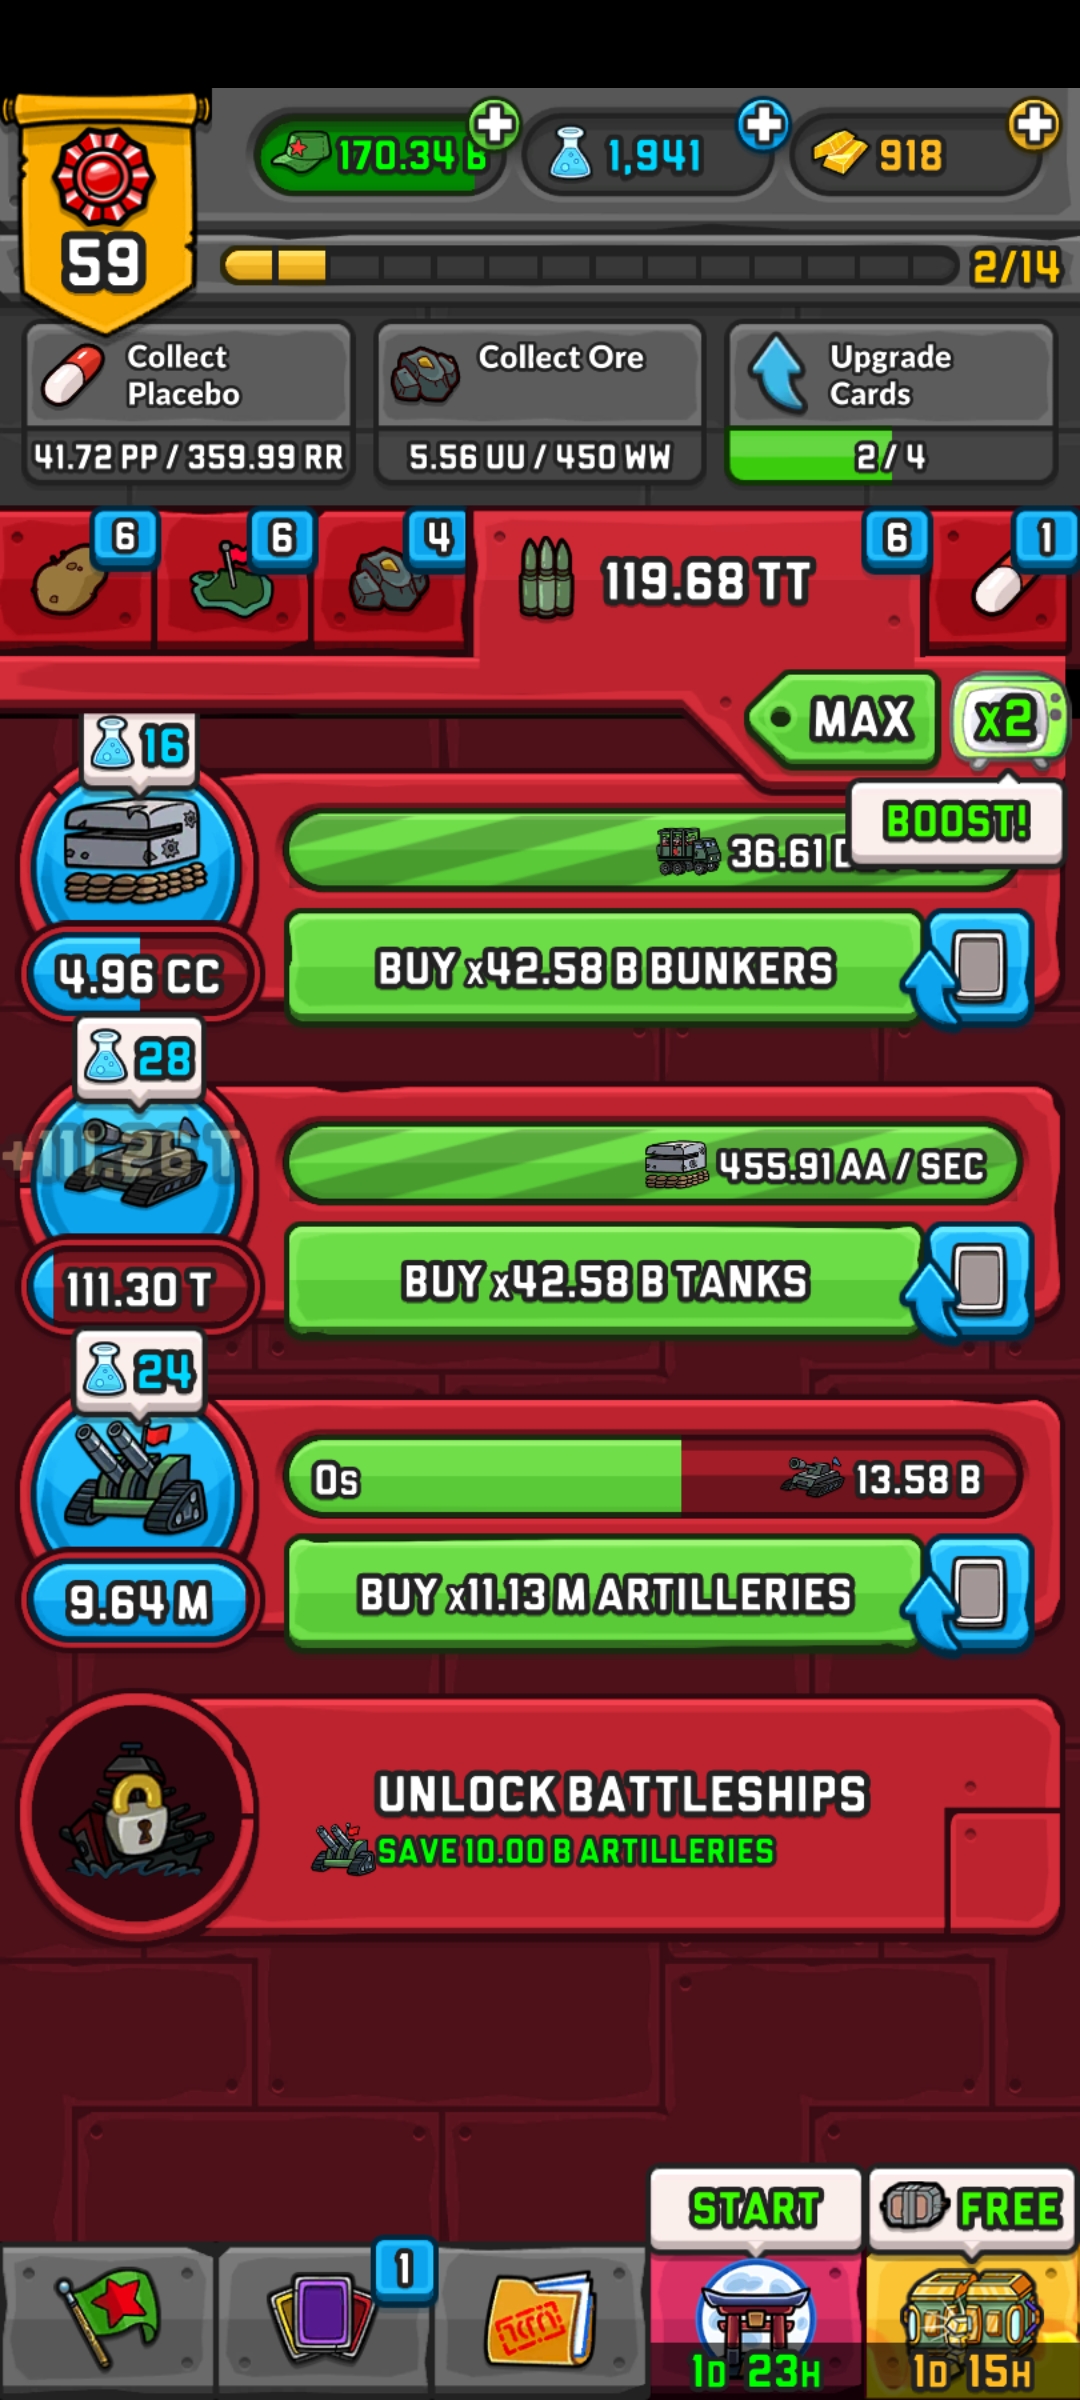 170.34 B
1,941
918
59
2/14
Collect
Placebo
41.72 PP / 359.99 RR
Collect Ore
5.56 UU / 450 WW
Upgrade
Cards
2 / 4
6
6
4
119.68 TT
6
1
MAX
x2
BOOST!
16
36.61
4.96 CC
BUY x42.58 B BUNKERS
28
+111.26 T
455.91 AA / SEC
111.30 T
BUY x42.58 B TANKS
24
0s
13.58 B
9.64 M
BUY x11.13 M ARTILLERIES
UNLOCK BATTLESHIPS
SAVE 10.00 B ARTILLERIES
START
FREE
1
1D 23H
1D 15H